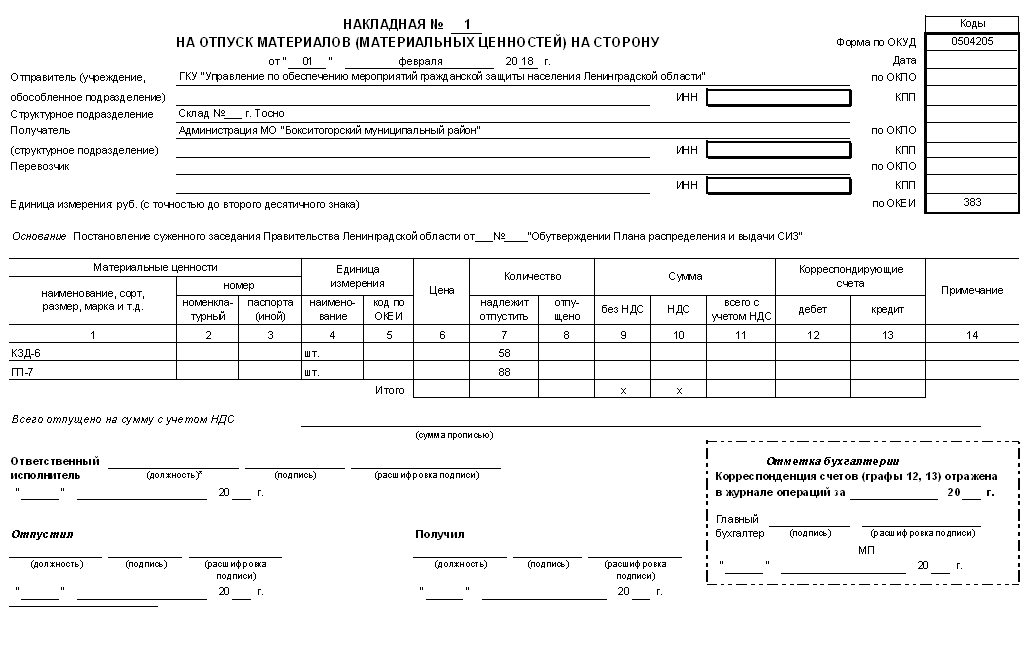 НАКЛАДНАЯ № 1
Коды
НА ОТПУСК МАТЕРИАЛОВ (МАТЕРИАЛЬНЫХ ЦЕННОСТЕЙ) НА СТОРОНУ
Форма по ОКУД 0504205
от " 01 " февраля 20 18 г.
Дата
Отправитель (учреждение, ГКУ "Управление по обеспечению мероприятий гражданской защиты населения Ленинградской области"
по ОКПО
обособленное подразделение) ИНН КПП
Структурное подразделение Склад №___ г. Тосно
Получатель Администрация МО "Бокситогорский муниципальный район" по ОКПО
(структурное подразделение) ИНН КПП
Перевозчик по ОКПО
ИНН КПП
Единица измерения: руб. (с точностью до второго десятичного знака) по ОКЕИ 383
Основание Постановление суженного заседания Правительства Ленинградской области от___№____"Обутверждении Плана распределения и выдачи СИЗ"
Материальные ценности
Единица измерения
Цена
Количество
Сумма
Корреспондирующие счета
Примечание
наименование, сорт, размер, марка и т.д.
номер
номенкла-турный
паспорта (иной)
наимено-вание
код по ОКЕИ
надлежит отпустить
отпу-щено
без НДС
НДС
всего с учетом НДС
дебет
кредит
1 2 3 4 5 6 7 8 9 10 11 12 13 14
КЗД-6 шт. 58
ГП-7 шт. 88
Итого х х
Всего отпущено на сумму с учетом НДС
(сумма прописью)
Ответственный
исполнитель
(должность)* (подпись) (расшифровка подписи)
" " 20 г.
Отметка бухгалтерии
Корреспонденция счетов (графы 12, 13) отражена
в журнале операций за 20 г.
Главный
бухгалтер
(подпись) (расшифровка подписи)
МП
" " 20 г.
Отпустил
(должность) (подпись) (расшифровка подписи)
" " 20 г.
Получил
(должность) (подпись) (расшифровка подписи)
" " 20 г.